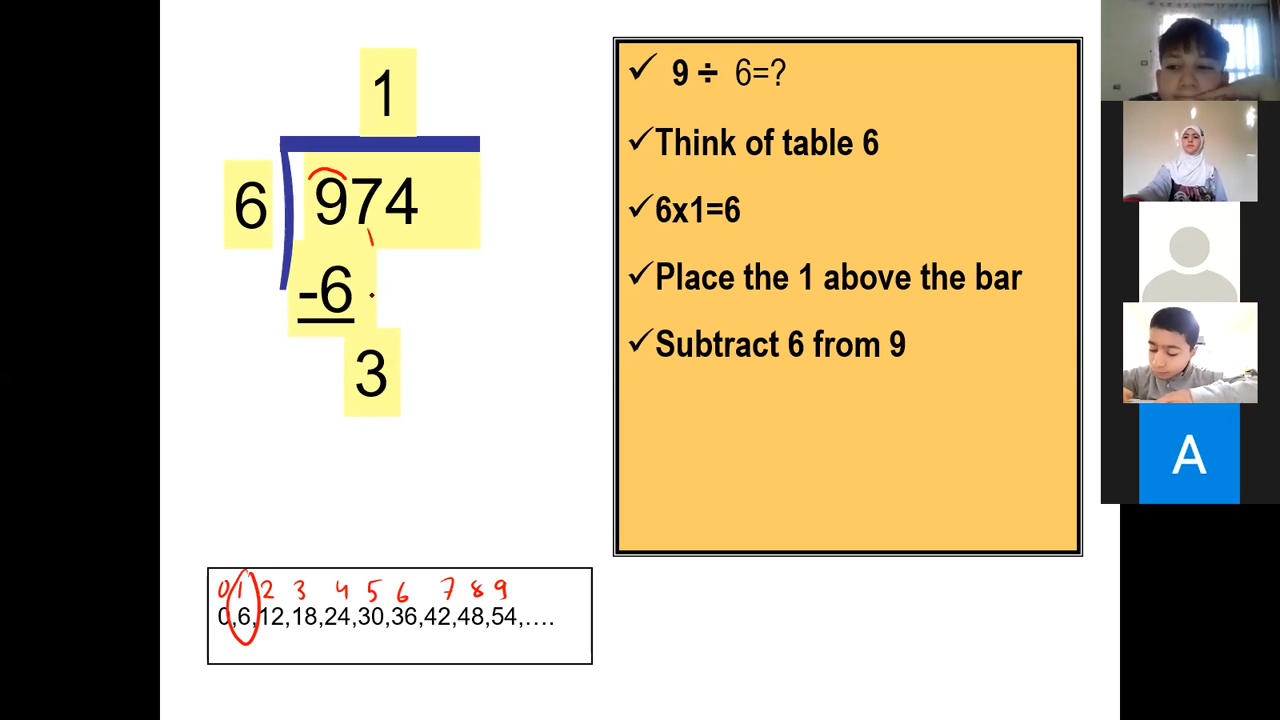 1
6
974
-6
3
✓ 9 ÷ 6=?
✓Think of table 6
✓6x1=6
✓Place the 1 above the bar
✓Subtract 6 from 9
0 1 2 3 4 5 6 7 8 9
0,6,12,18,24,30,36,42,48,54,....
A